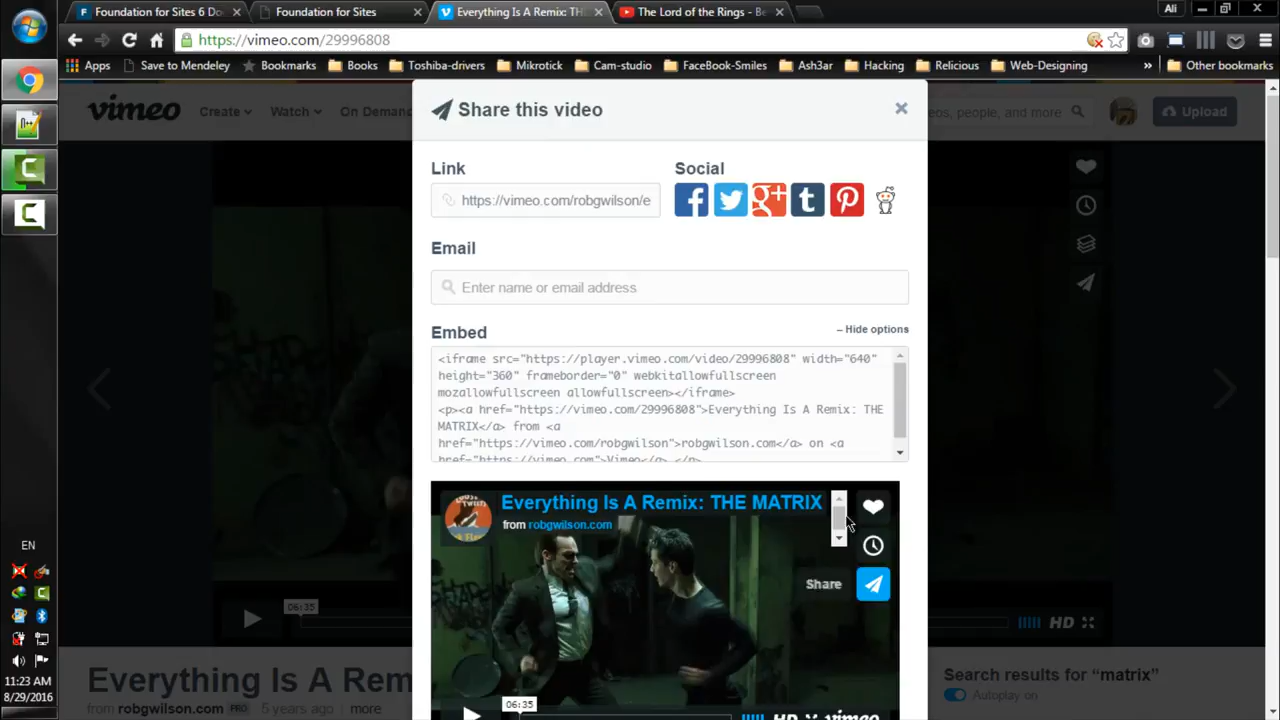 Foundation for Sites 6 Do
Foundation for Sites
Everything Is A Remix: TH
The Lord of the Rings - Be
Ali
https://vimeo.com/29996808
Apps
Save to Mendeley
Bookmarks
Books
Toshiba-drivers
Mikrotick
Cam-studio
FaceBook-Smiles
Ash3ar
Hacking
Relicious
Web-Designing
»
Other bookmarks
vimeo
Create
Watch
On Deman
Share this video
eos, people, and more
Upload
Link
Social
https://vimeo.com/robgwilson/e
Email
Enter name or email address
Embed
– Hide options
<iframe src="https://player.vimeo.com/video/29996808" width="640"
height="360" frameborder="0" webkitallowfullscreen
mozallowfullscreen allowfullscreen></iframe>
<p><a href="https://vimeo.com/29996808">Everything Is A Remix: THE
MATRIX</a> from <a
href="https://vimeo.com/robgwilson">robgwilson.com</a> on <a
href="https://vimeo.com">Vimeo</a>.</p>
Everything Is A Remix: THE MATRIX
from robgwilson.com
Share
06:35
HD
06:35
HD vimeo
Everything Is A Rem
from robgwilson.com PRO 5 years ago more
Search results for “matrix”
Autoplay on
EN
11:23 AM
8/29/2016